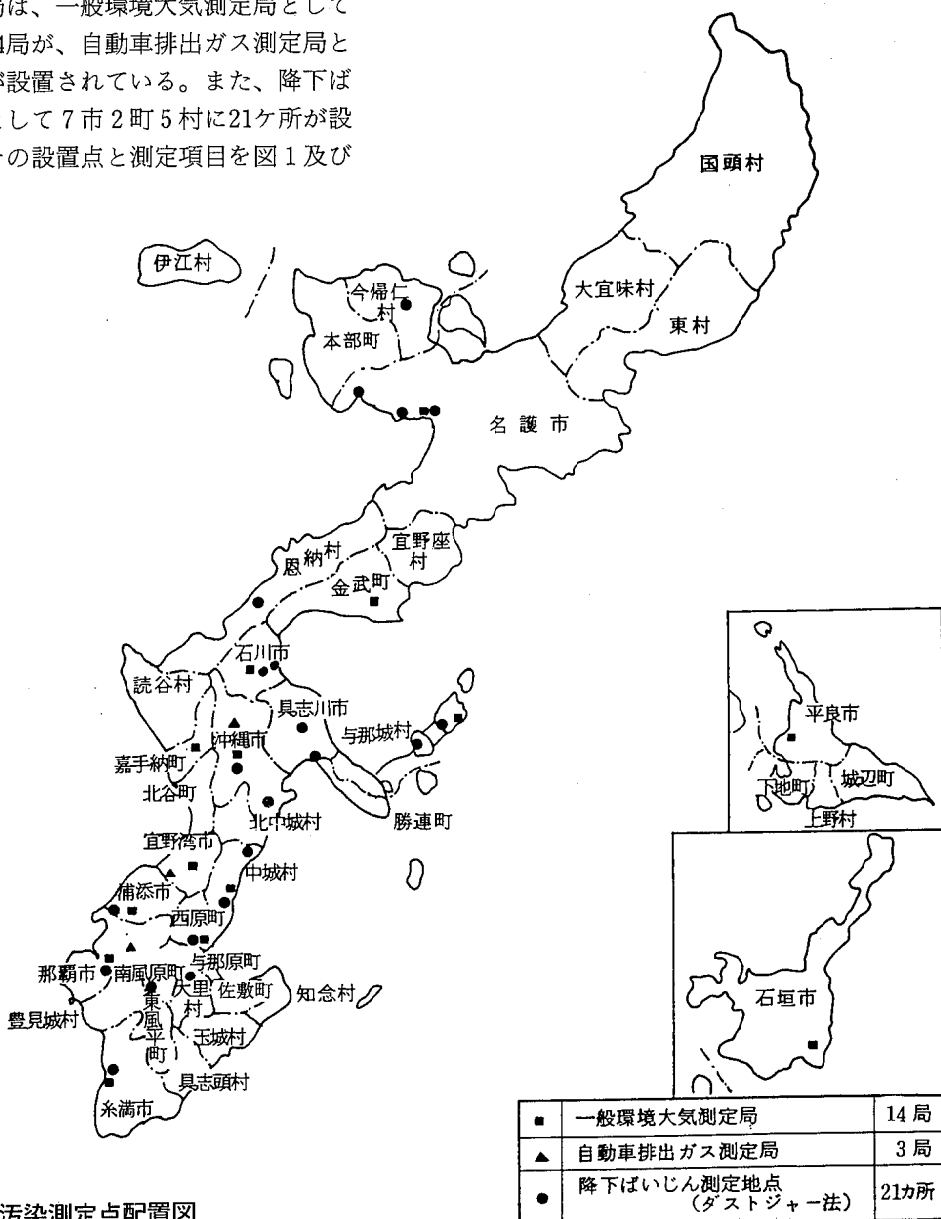 局は、一般環境大気測定局として
4局が、自動車排出ガス測定局と
が設置されている。また、降下ば
として7市2町5村に21ケ所が設
その設置点と測定項目を図1及び
国頭村
伊江村
今帰仁村
大宜味村
東村
本部町
名護市
恩納村
宜野座村
金武町
石川市
読谷村
具志川市
与那城村
沖縄市
嘉手納町
北谷町
北中城村
勝連町
宜野湾市
中城村
浦添市
西原町
那覇市
南風原町
与那原町
大里村
佐敷町
知念村
豊見城村
東風平町
玉城村
具志頭村
糸満市
平良市
下地町
城辺町
上野村
石垣市
■ 一般環境大気測定局 14局
▲ 自動車排出ガス測定局 3局
● 降下ばいじん測定地点
(ダストジャー法) 21カ所
汚染測定点配置図